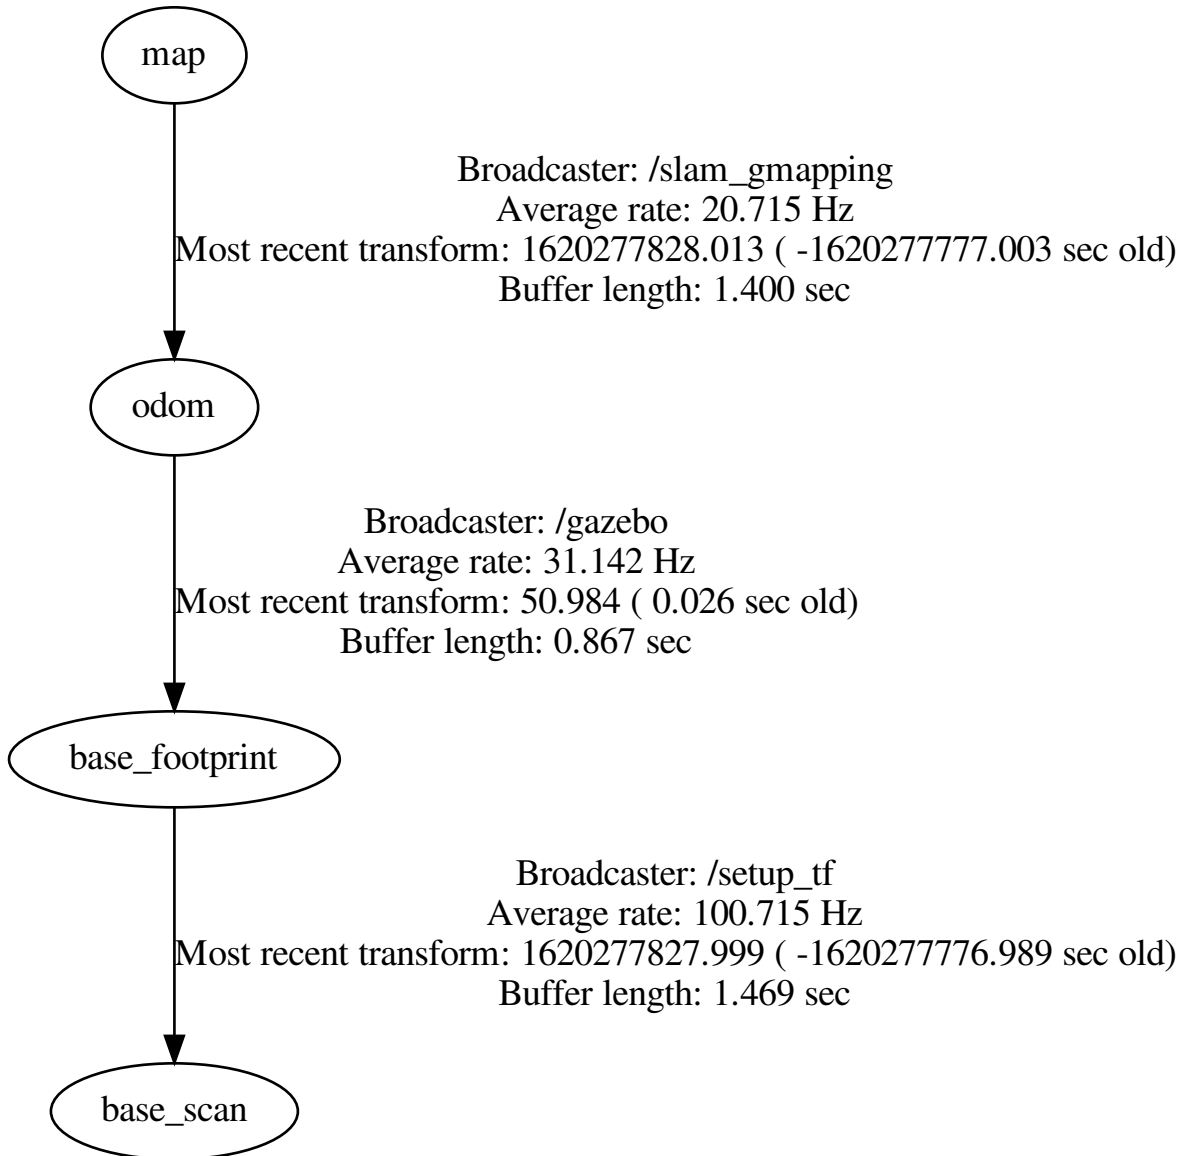 map
Broadcaster: /slam_gmapping
Average rate: 20.715 Hz
Most recent transform: 1620277828.013 ( -1620277777.003 sec old)
Buffer length: 1.400 sec
odom
Broadcaster: /gazebo
Average rate: 31.142 Hz
Most recent transform: 50.984 ( 0.026 sec old)
Buffer length: 0.867 sec
base_footprint
Broadcaster: /setup_tf
Average rate: 100.715 Hz
Most recent transform: 1620277827.999 ( -1620277776.989 sec old)
Buffer length: 1.469 sec
base_scan